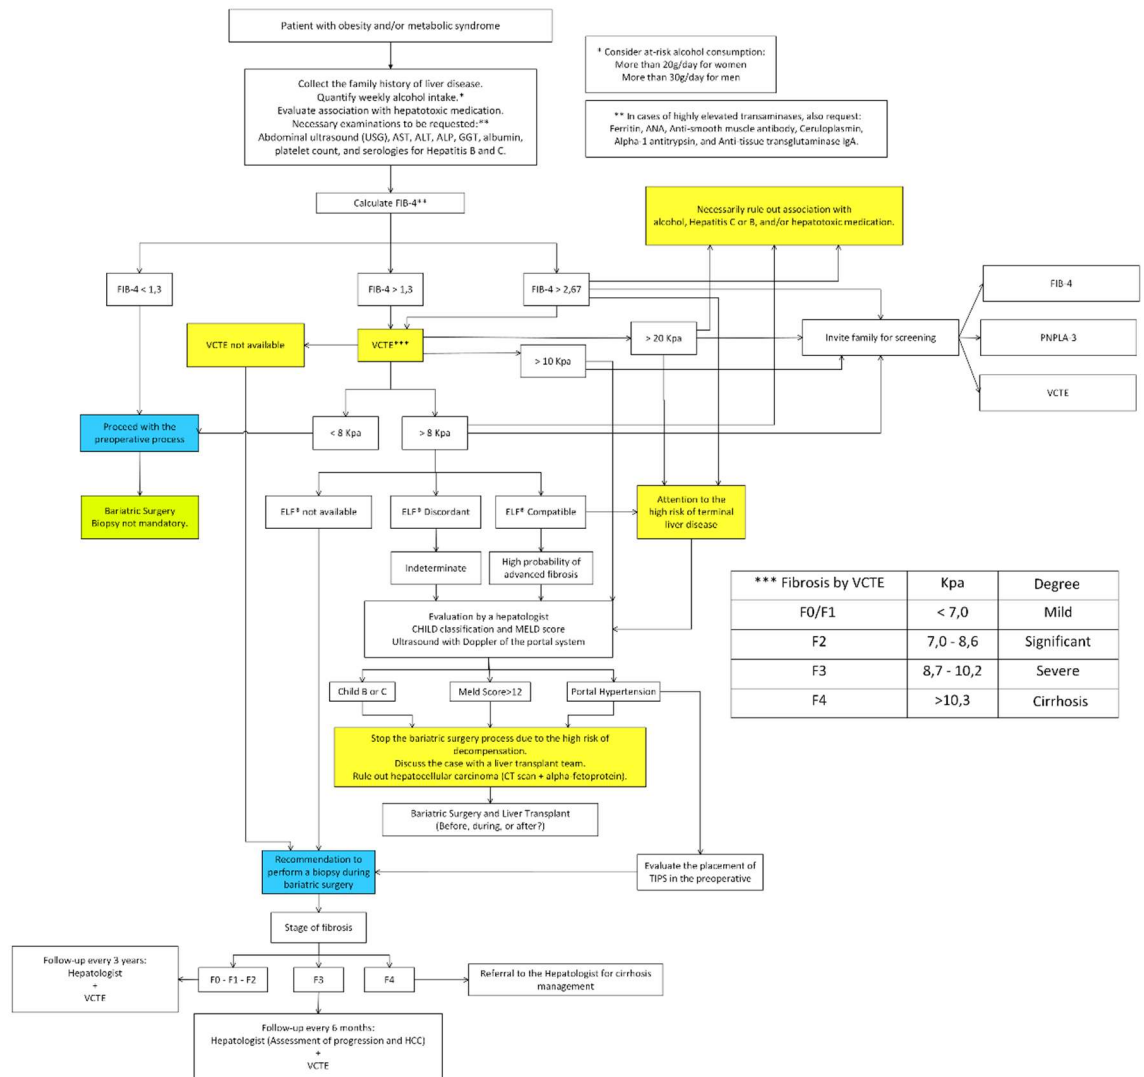 Patient with obesity and/or metabolic syndrome
* Consider at-risk alcohol consumption:
More than 20g/day for women
More than 30g/day for men
Collect the family history of liver disease.
Quantify weekly alcohol intake.*
Evaluate association with hepatotoxic medication.
Necessary examinations to be requested:**
Abdominal ultrasound (USG), AST, ALT, ALP, GGT, albumin,
platelet count, and serologies for Hepatitis B and C.
** In cases of highly elevated transaminases, also request:
Ferritin, ANA, Anti-smooth muscle antibody, Ceruloplasmin,
Alpha-1 antitrypsin, and Anti-tissue transglutaminase IgA.
Calculate FIB-4**
Necessarily rule out association with
alcohol, Hepatitis C or B, and/or hepatotoxic medication.
FIB-4 < 1,3
FIB-4 > 1,3
FIB-4 > 2,67
FIB-4
VCTE not available
VCTE***
> 20 Kpa
Invite family for screening
PNPLA-3
> 10 Kpa
VCTE
Proceed with the
preoperative process
< 8 Kpa
> 8 Kpa
Bariatric Surgery
Biopsy not mandatory.
ELF® not available
ELF® Discordant
ELF® Compatible
Attention to the
high risk of terminal
liver disease
Indeterminate
High probability of
advanced fibrosis
*** Fibrosis by VCTE Kpa Degree
F0/F1 < 7,0 Mild
F2 7,0 - 8,6 Significant
F3 8,7 - 10,2 Severe
F4 >10,3 Cirrhosis
Evaluation by a hepatologist
CHILD classification and MELD score
Ultrasound with Doppler of the portal system
Child B or C
Meld Score>12
Portal Hypertension
Stop the bariatric surgery process due to the high risk of
decompensation.
Discuss the case with a liver transplant team.
Rule out hepatocellular carcinoma (CT scan + alpha-fetoprotein).
Bariatric Surgery and Liver Transplant
(Before, during, or after?)
Recommendation to
perform a biopsy during
bariatric surgery
Evaluate the placement of
TIPS in the preoperative
Stage of fibrosis
Follow-up every 3 years:
Hepatologist
+
VCTE
F0 - F1 - F2
F3
F4
Referral to the Hepatologist for cirrhosis
management
Follow-up every 6 months:
Hepatologist (Assessment of progression and HCC)
+
VCTE